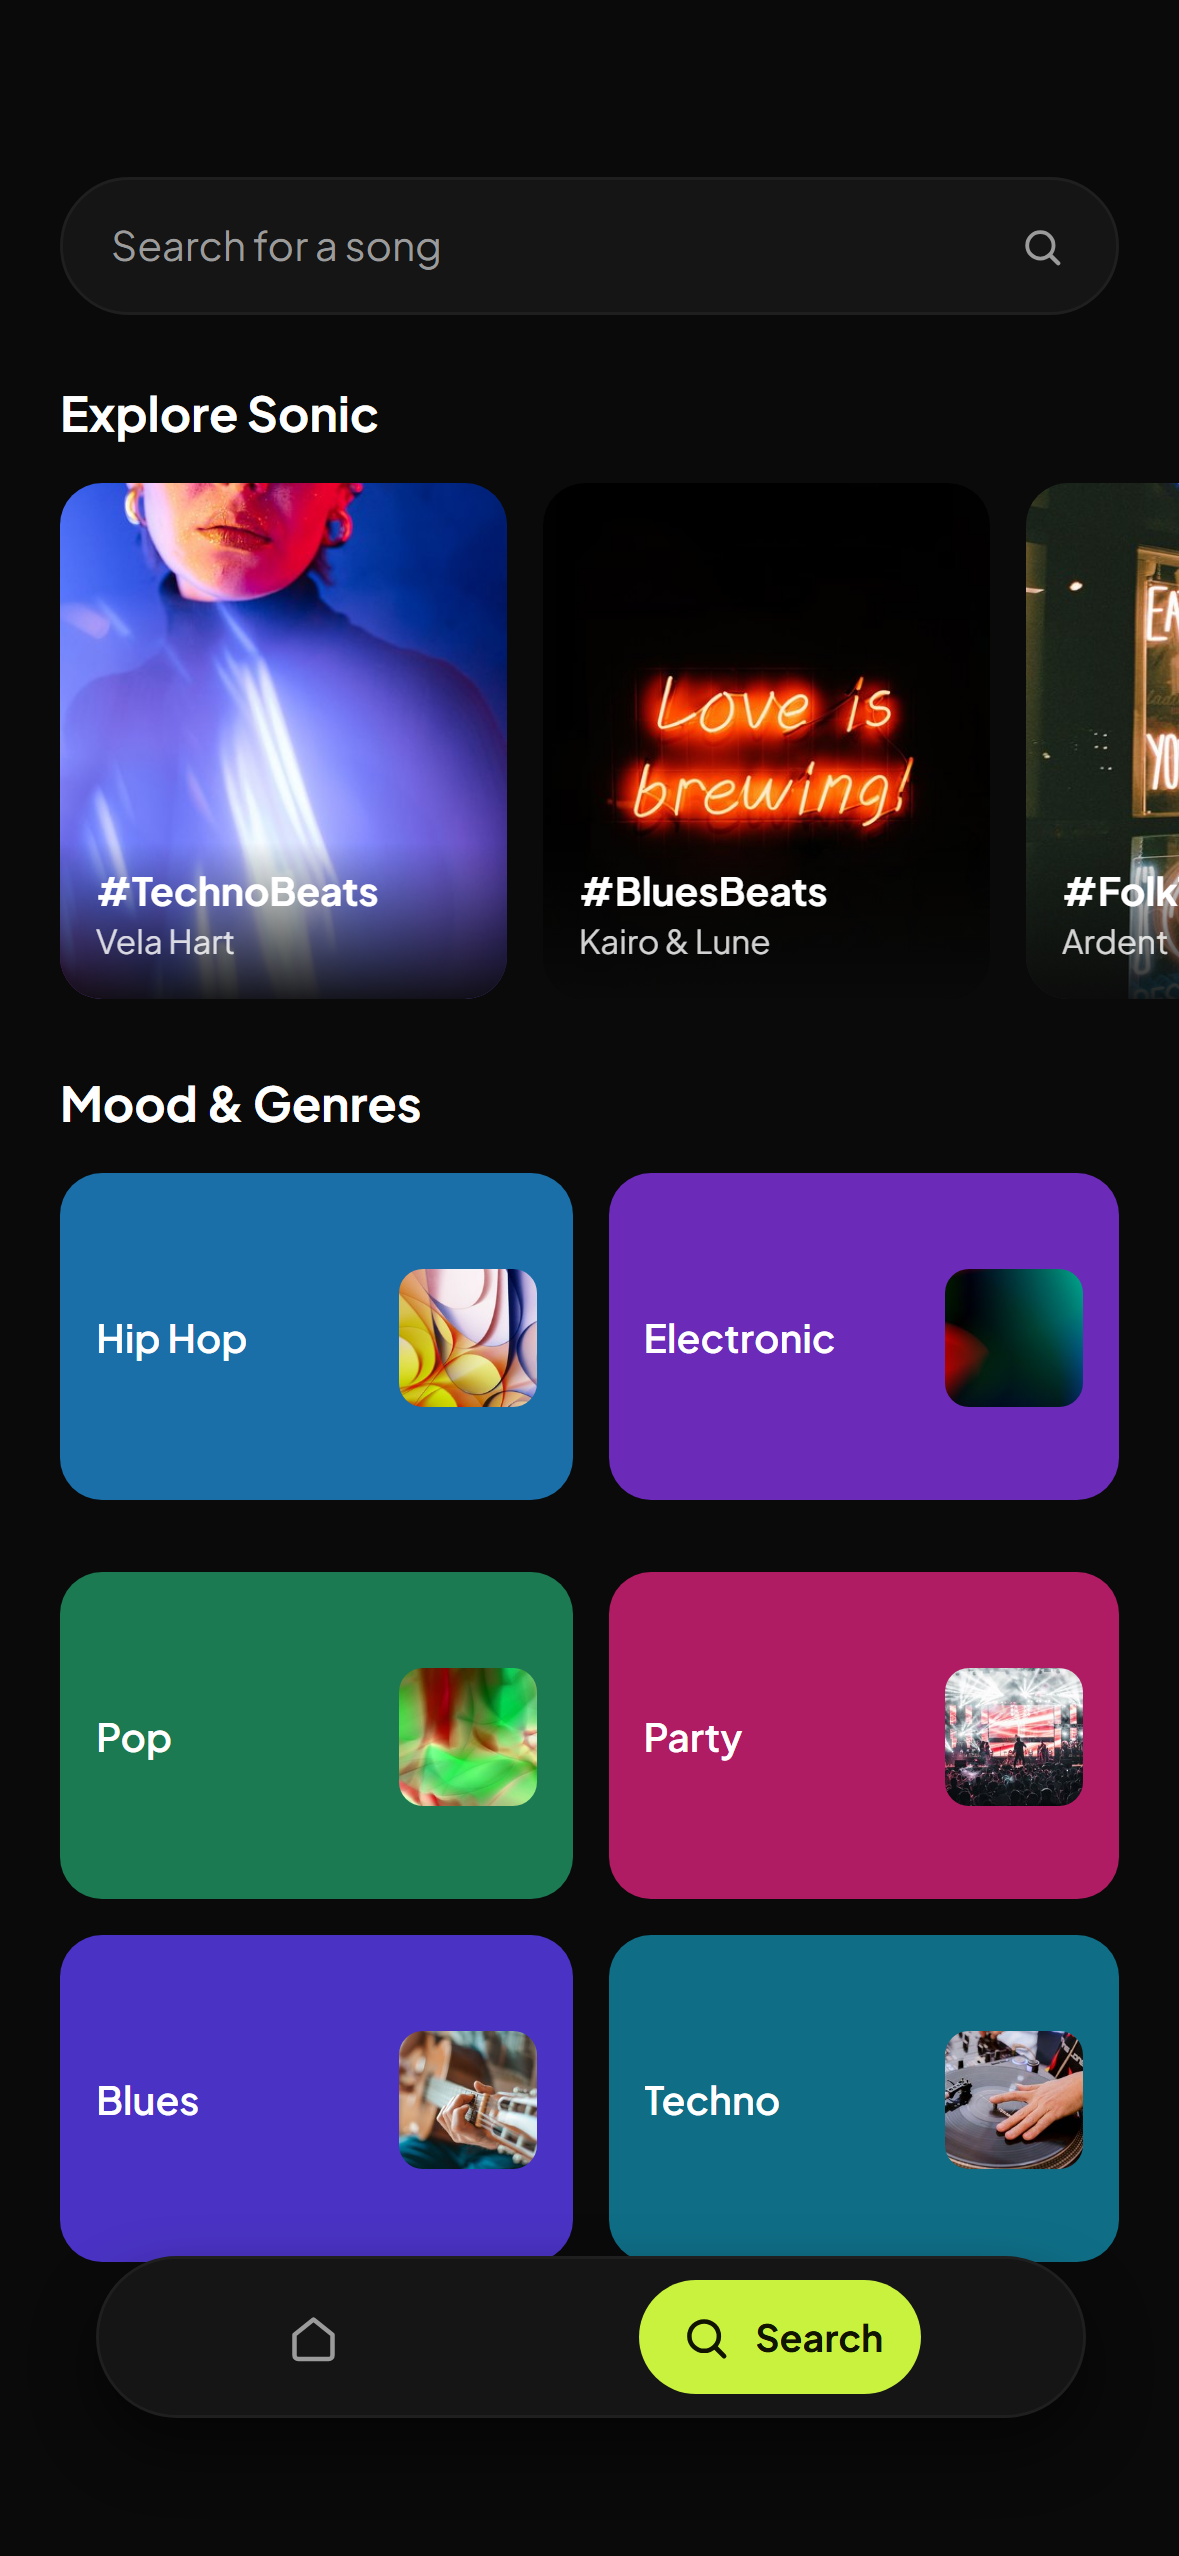 Search for a song
Explore Sonic
Love is
brewing!
#TechnoBeats
Vela Hart
#BluesBeats
Kairo & Lune
Ardent
Mood & Genres
Hip Hop
Electronic
Pop
Party
Blues
Techno
Search